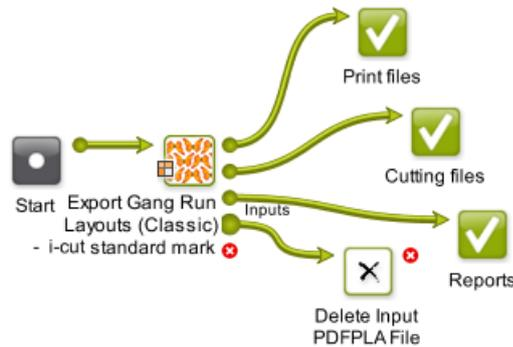 Print files
Cutting files
Start
Export Gang Run
Layouts (Classic)
- i-cut standard mark
Inputs
Reports
Delete Input
PDFPLA File